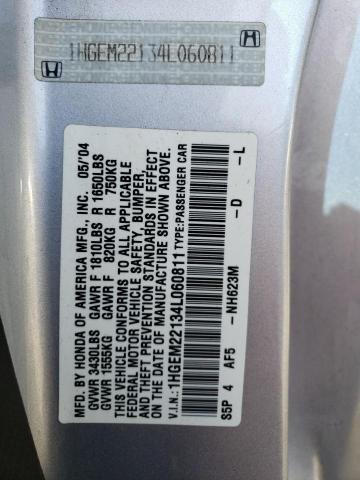 1HGEM22134L060811
MFD. BY HONDA OF AMERICA MFG., INC. 05/'04
GVWR 3430LBS GAWR F 1810LBS R 1650LBS
GVWR 1555KG GAWR F 820KG R 750KG
THIS VEHICLE CONFORMS TO ALL APPLICABLE
FEDERAL MOTOR VEHICLE SAFETY, BUMPER,
AND THEFT PREVENTION STANDARDS IN EFFECT
ON THE DATE OF MANUFACTURE SHOWN ABOVE.
V.I.N.: 1HGEM22134L060811 TYPE:PASSENGER CAR
S5P 4 AF5 -NH623M -D -L